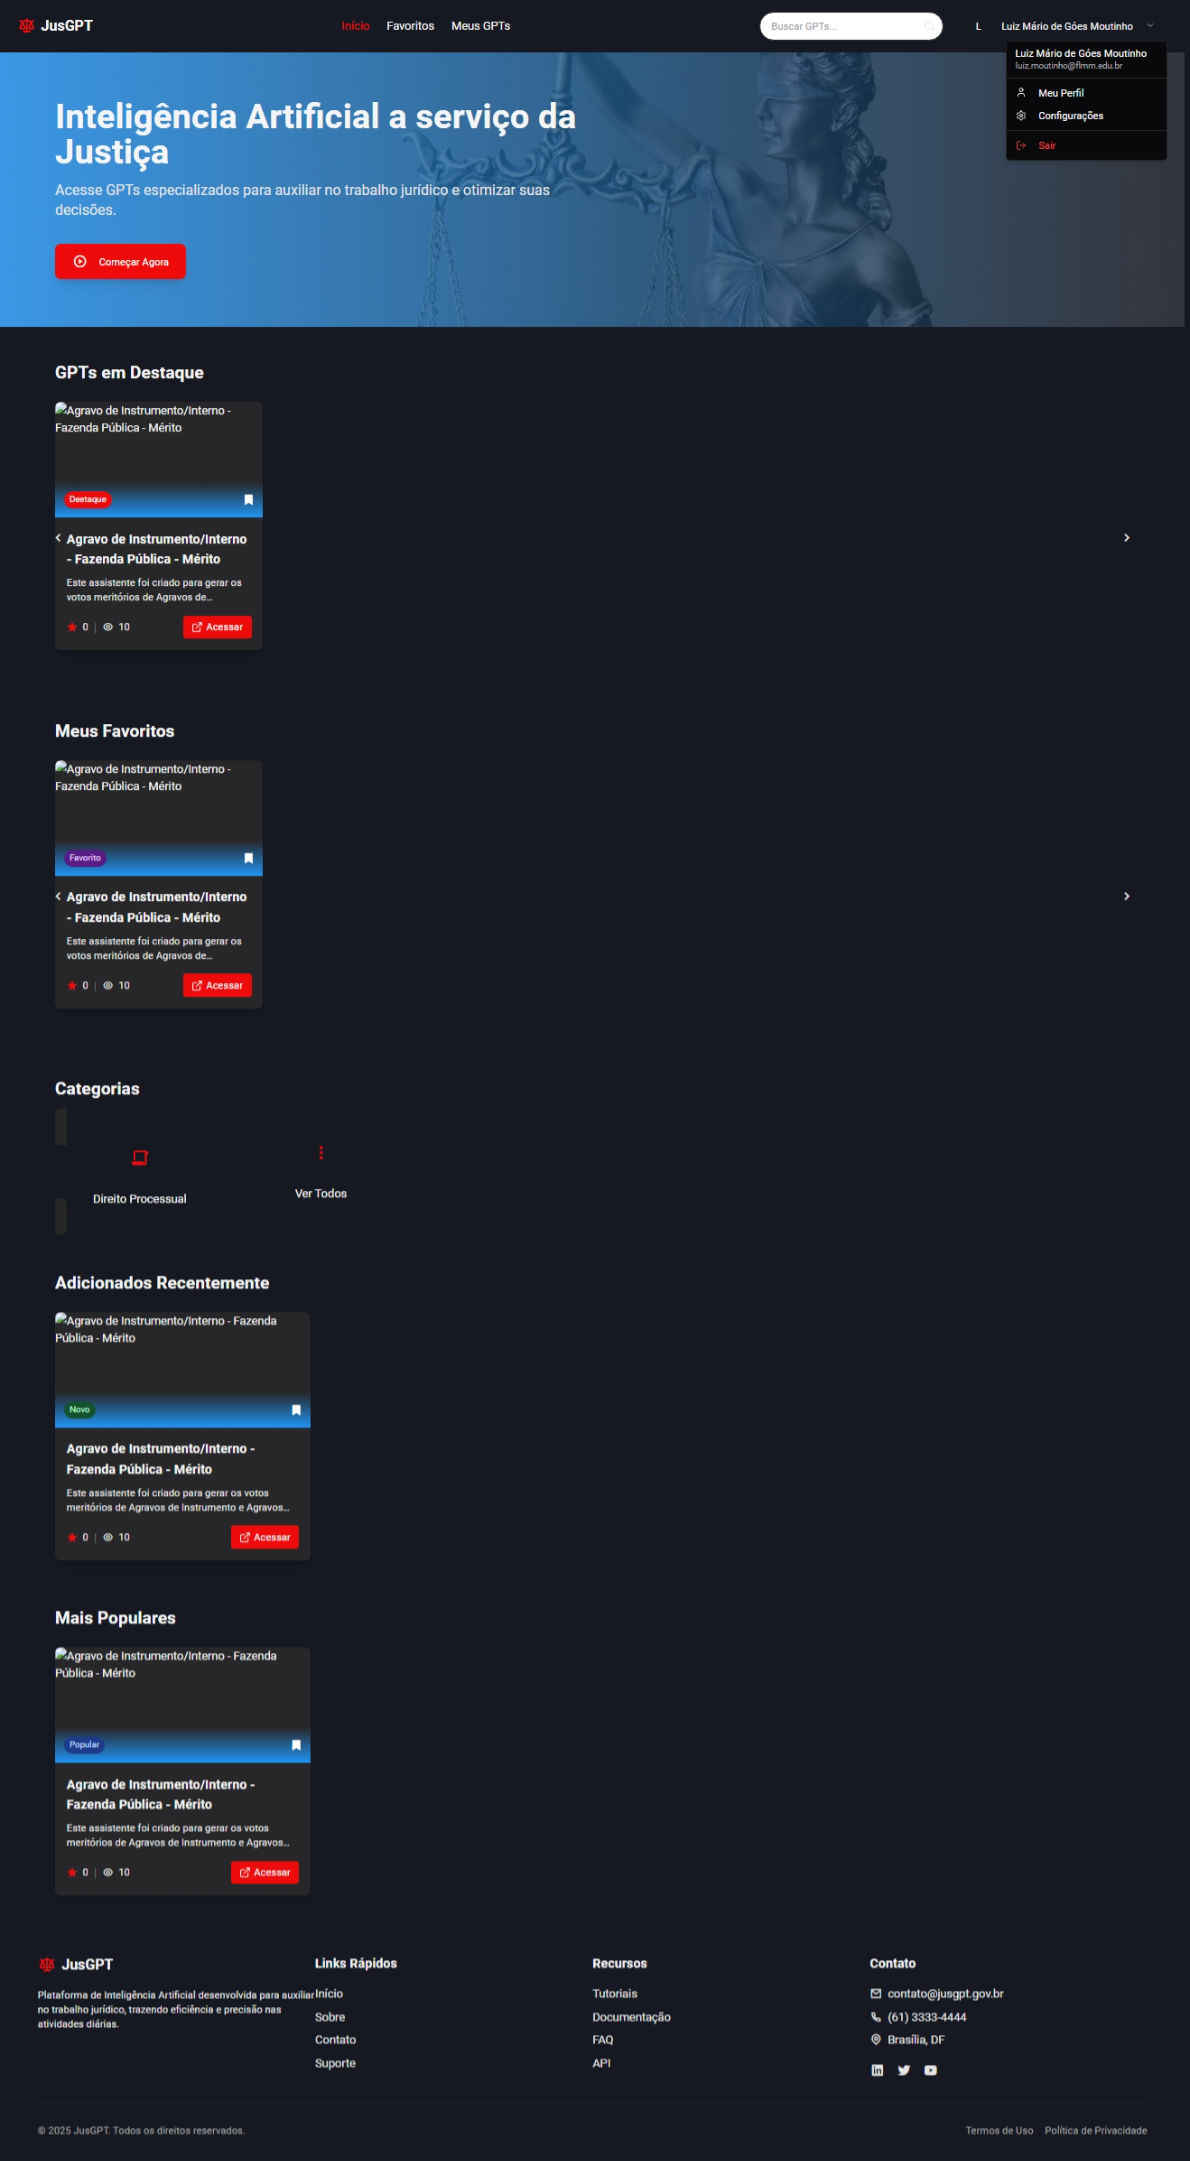 JusGPT
Início
Favoritos
Meus GPTs
Buscar GPTs...
L
Luiz Mário de Góes Moutinho
Luiz Mário de Góes Moutinho
luiz.moutinho@flmm.edu.br
Meu Perfil
Configurações
Sair
Inteligência Artificial a serviço da
Justiça
Acesse GPTs especializados para auxiliar no trabalho jurídico e otimizar suas
decisões.
Começar Agora
GPTs em Destaque
Agravo de Instrumento/Interno -
Fazenda Pública - Mérito
Destaque
Agravo de Instrumento/Interno
- Fazenda Pública - Mérito
Este assistente foi criado para gerar os
votos meritórios de Agravos de...
0 | 10
Acessar
Meus Favoritos
Agravo de Instrumento/Interno -
Fazenda Pública - Mérito
Favorito
Agravo de Instrumento/Interno
- Fazenda Pública - Mérito
Este assistente foi criado para gerar os
votos meritórios de Agravos de...
0 | 10
Acessar
Categorias
Direito Processual
Ver Todos
Adicionados Recentemente
Agravo de Instrumento/Interno - Fazenda
Pública - Mérito
Novo
Agravo de Instrumento/Interno -
Fazenda Pública - Mérito
Este assistente foi criado para gerar os votos
meritórios de Agravos de Instrumento e Agravos...
0 | 10
Acessar
Mais Populares
Agravo de Instrumento/Interno - Fazenda
Pública - Mérito
Popular
Agravo de Instrumento/Interno -
Fazenda Pública - Mérito
Este assistente foi criado para gerar os votos
meritórios de Agravos de Instrumento e Agravos...
0 | 10
Acessar
JusGPT
Plataforma de Inteligência Artificial desenvolvida para auxiliar
no trabalho jurídico, trazendo eficiência e precisão nas
atividades diárias.
Links Rápidos
Início
Sobre
Contato
Suporte
Recursos
Tutoriais
Documentação
FAQ
API
Contato
contato@jusgpt.gov.br
(61) 3333-4444
Brasília, DF
© 2025 JusGPT. Todos os direitos reservados.
Termos de Uso
Política de Privacidade